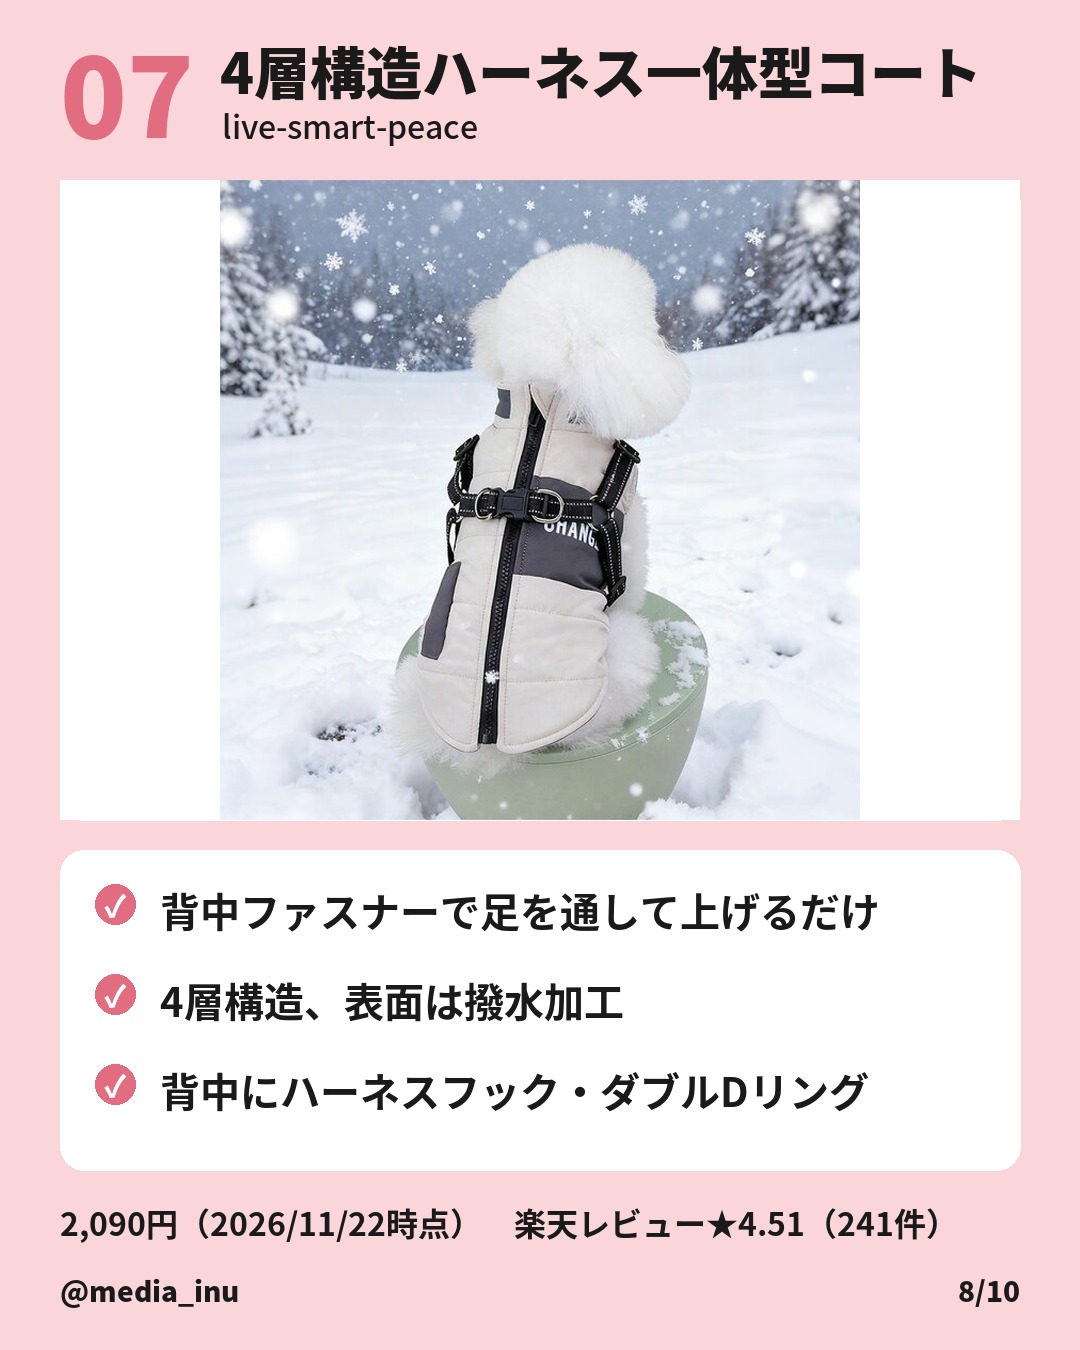 07
4層構造ハーネス一体型コート
live-smart-peace
CHANG
背中ファスナーで足を通して上げるだけ
4層構造、表面は撥水加工
背中にハーネスフック・ダブルDリング
2,090円（2026/11/22時点） 楽天レビュー★4.51（241件）
@media_inu
8/10